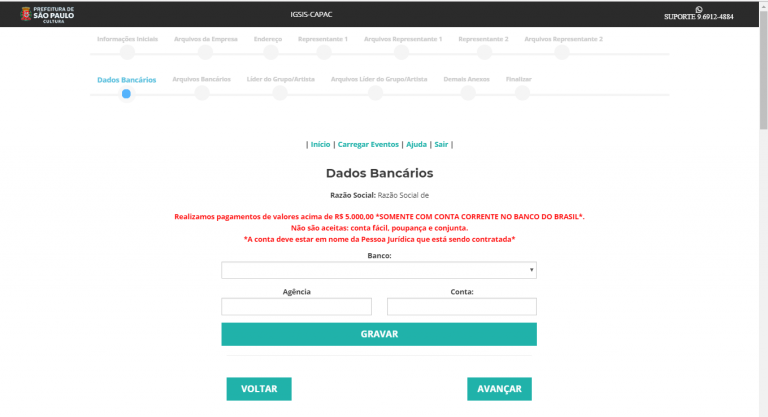 PREFEITURA DE
SÃO PAULO
CULTURA
IGSIS-CAPAC
SUPORTE 9.6912-4884
Informações Iniciais Arquivos da Empresa Endereço Representante 1 Arquivos Representante 1 Representante 2 Arquivos Representante 2
Dados Bancários Arquivos Bancários Líder do Grupo/Artista Arquivos Líder do Grupo/Artista Demais Anexos Finalizar
| Início | Carregar Eventos | Ajuda | Sair |
Dados Bancários
Razão Social: Razão Social de
Realizamos pagamentos de valores acima de R$ 5.000,00 *SOMENTE COM CONTA CORRENTE NO BANCO DO BRASIL*.
Não são aceitas: conta fácil, poupança e conjunta.
*A conta deve estar em nome da Pessoa Jurídica que está sendo contratada*
Banco:
Agência Conta:
GRAVAR
VOLTAR AVANÇAR